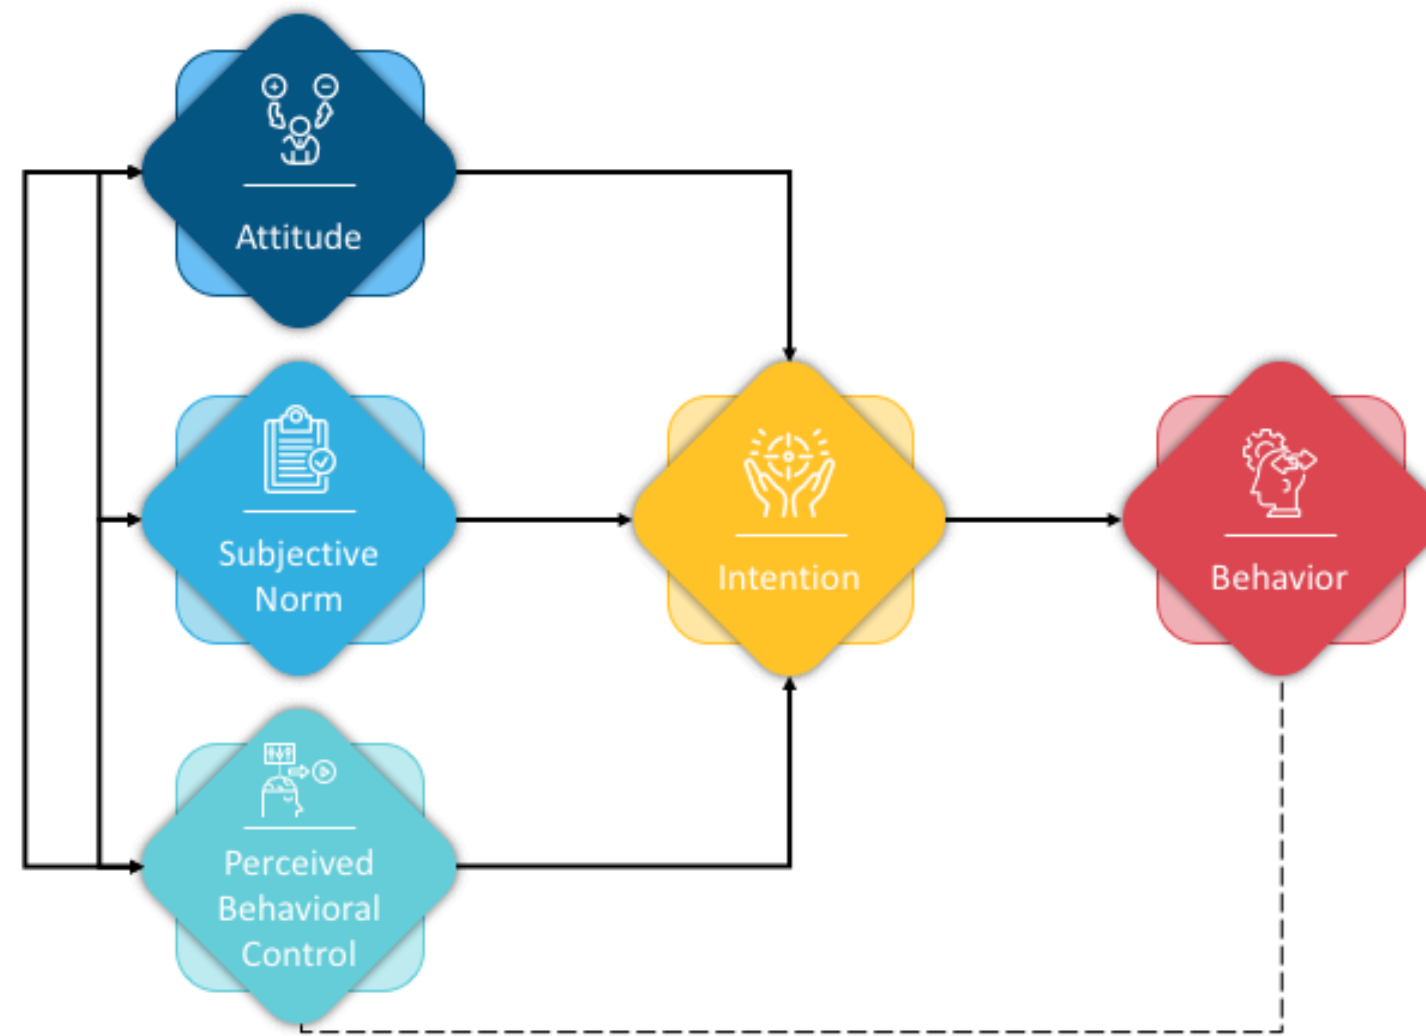 Attitude
Subjective
Norm
Intention
Behavior
Perceived
Behavioral
Control